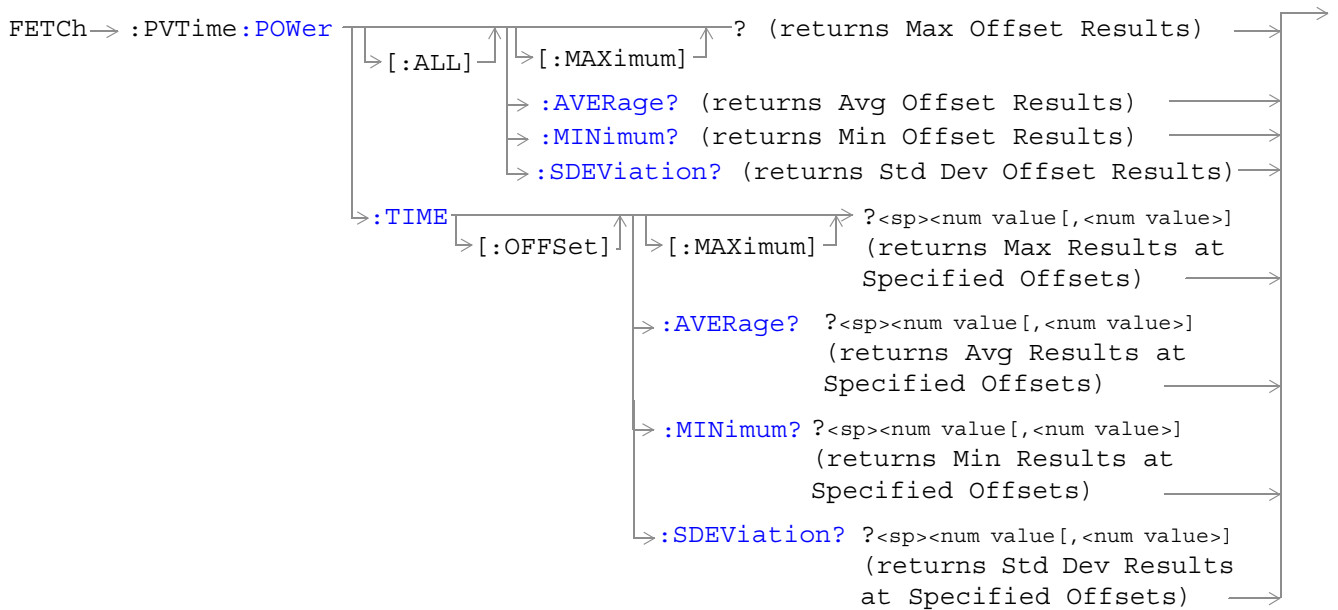 FETCh :PVTime:POWer ? (returns Max Offset Results)
[:ALL] [:MAXimum]
:AVERage? (returns Avg Offset Results)
:MINimum? (returns Min Offset Results)
:SDEViation? (returns Std Dev Offset Results)
:TIME ?<sp><num value[,<num value>]
[:OFFSet] [:MAXimum] (returns Max Results at
Specified Offsets)
:AVERage? ?<sp><num value[,<num value>]
(returns Avg Results at
Specified Offsets)
:MINimum? ?<sp><num value[,<num value>]
(returns Min Results at
Specified Offsets)
:SDEViation? ?<sp><num value[,<num value>]
(returns Std Dev Results
at Specified Offsets)